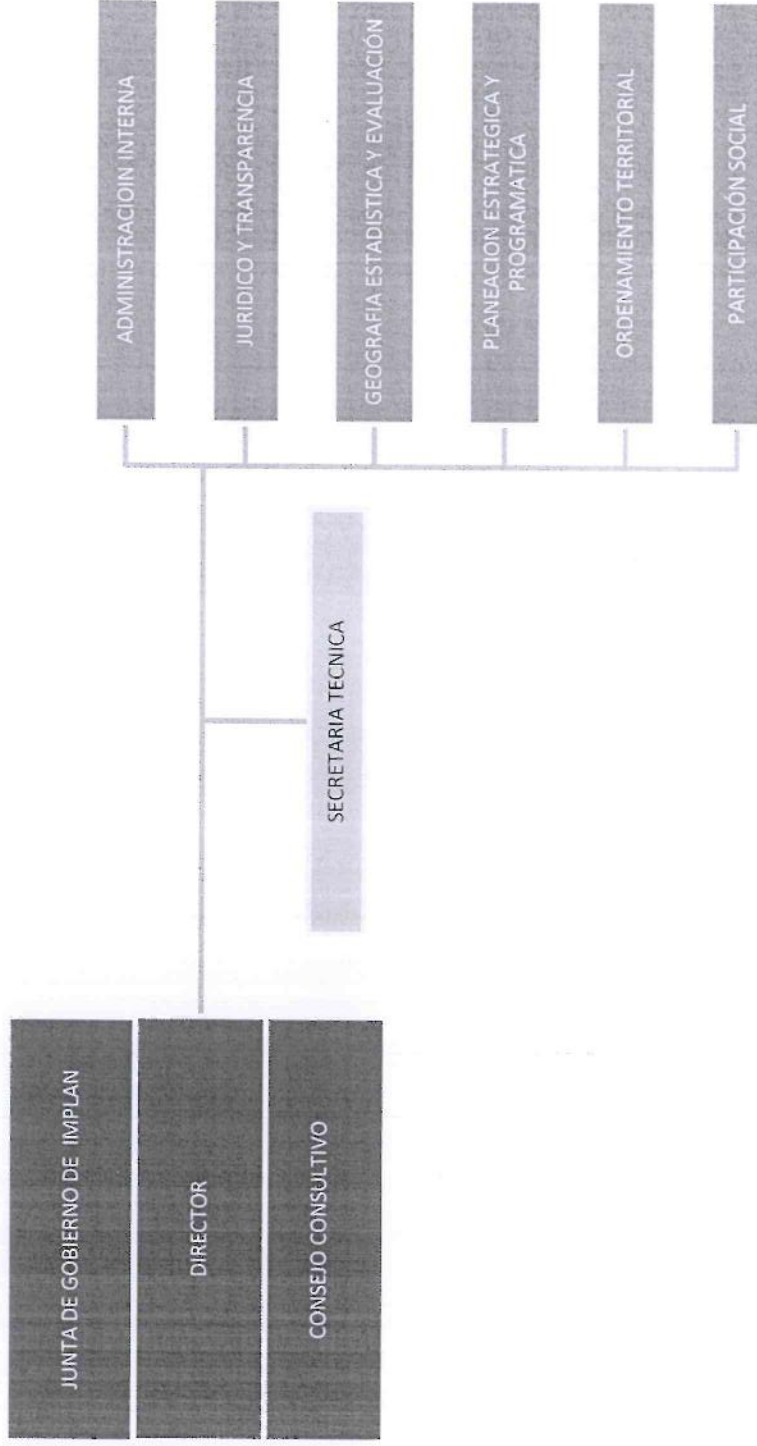 JUNTA DE GOBIERNO DE IMPLAN
DIRECTOR
CONSEJO CONSULTIVO
SECRETARIA TECNICA
ADMINISTRACIOIN INTERNA
JURIDICO Y TRANSPARENCIA
GEOGRAFIA ESTADÍSTICA Y EVALUACIÓN
PLANEACION ESTRATEGICA Y
PROGRAMATICA
ORDENAMIENTO TERRITORIAL
PARTICIPACIÓN SOCIAL